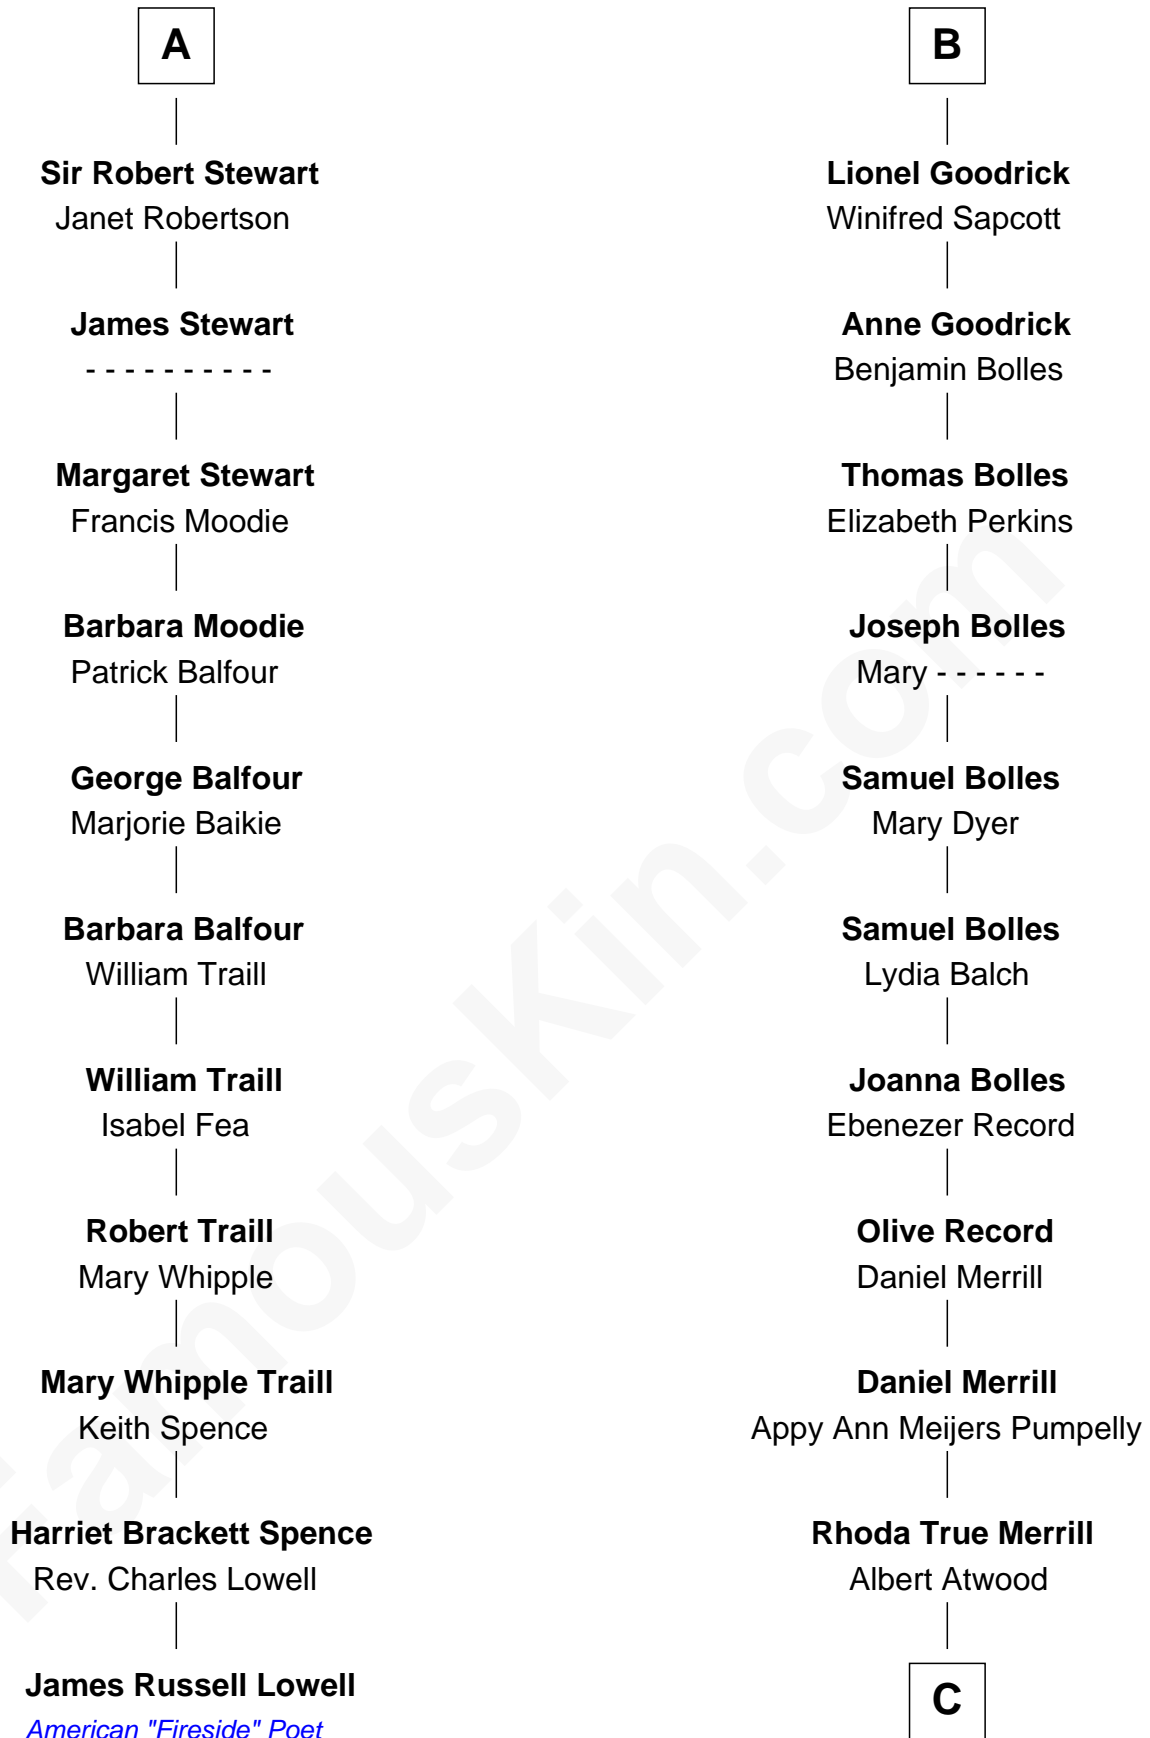 A
Sir Robert Stewart
Janet Robertson
James Stewart
- - - - - - - - - -
Margaret Stewart
Francis Moodie
Barbara Moodie
Patrick Balfour
George Balfour
Marjorie Baikie
Barbara Balfour
William Traill
William Traill
Isabel Fea
Robert Traill
Mary Whipple
Mary Whipple Traill
Keith Spence
Harriet Brackett Spence
Rev. Charles Lowell
James Russell Lowell
American "Fireside" Poet
B
Lionel Goodrick
Winifred Sapcott
Anne Goodrick
Benjamin Bolles
Thomas Bolles
Elizabeth Perkins
Joseph Bolles
Mary - - - - - -
Samuel Bolles
Mary Dyer
Samuel Bolles
Lydia Balch
Joanna Bolles
Ebenezer Record
Olive Record
Daniel Merrill
Daniel Merrill
Appy Ann Meijers Pumpelly
Rhoda True Merrill
Albert Atwood
C
famouskin.com